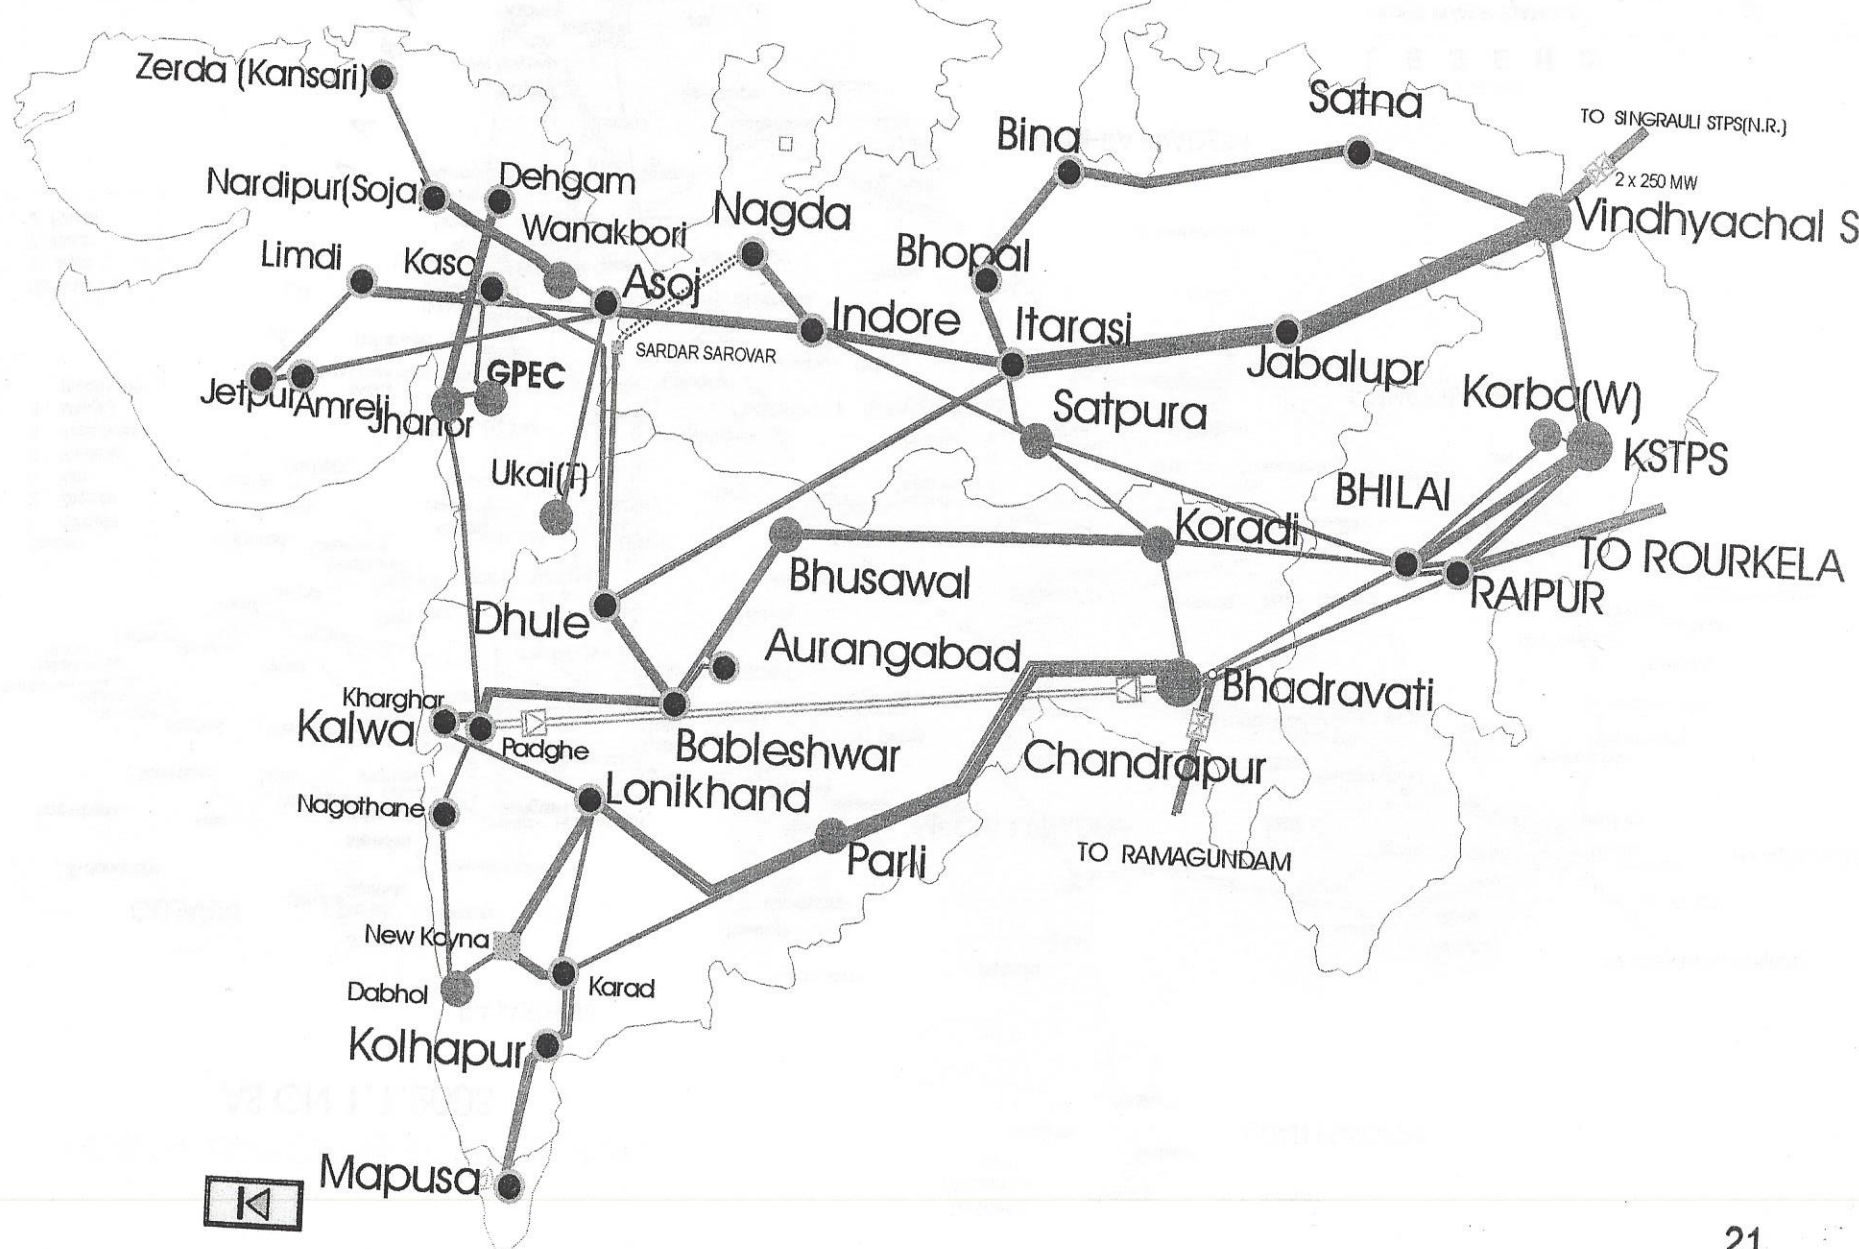 Zerda (Kansari)
Satna
TO SINGRAULI STPS(N.R.)
Bina
2 x 250 MW
Nardipur(Soja)
Dehgam
Nagda
Vindhyachal S
Wanakbori
Limdi
Kaso
Bhopal
Asoj
Indore
Itarasi
SARDAR SAROVAR
Jabalupr
GPEC
Korba(W)
Jetpur
Amreli
Jhanor
Satpura
KSTPS
Ukai(T)
BHILAI
Koradi
TO ROURKELA
Bhusawal
RAIPUR
Dhule
Aurangabad
Bhadravati
Kharghar
Kalwa
Padghe
Bableshwar
Chandrapur
Lonikhand
Nagothane
Parli
TO RAMAGUNDAM
New Koyna
Dabhol
Karad
Kolhapur
Mapusa
21